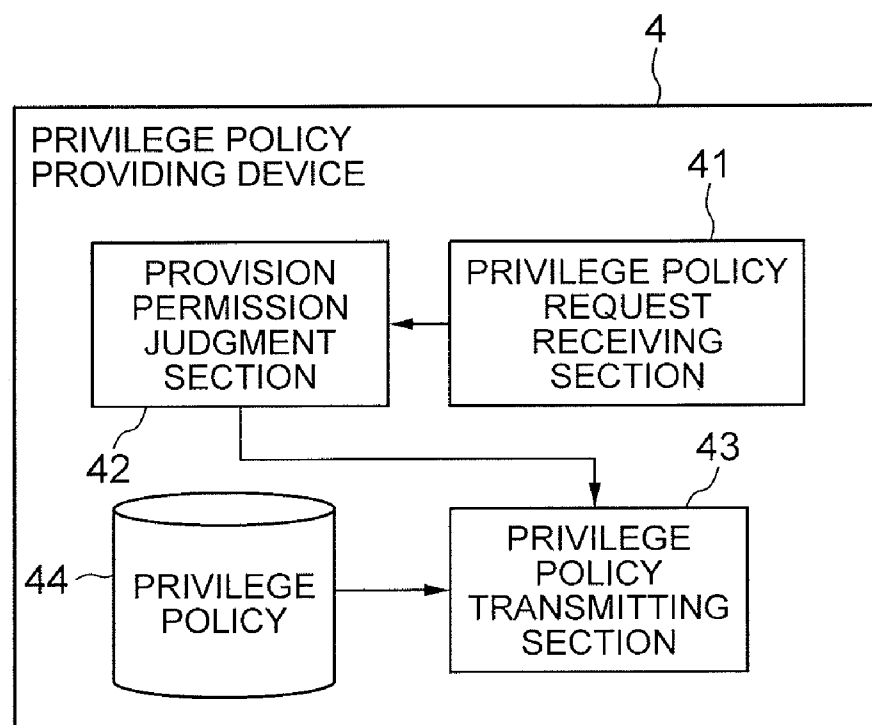 4
PRIVILEGE POLICY
PROVIDING DEVICE
41
PROVISION
PERMISSION
JUDGMENT
SECTION
PRIVILEGE POLICY
REQUEST
RECEIVING
SECTION
42
43
44
PRIVILEGE
POLICY
PRIVILEGE
POLICY
TRANSMITTING
SECTION